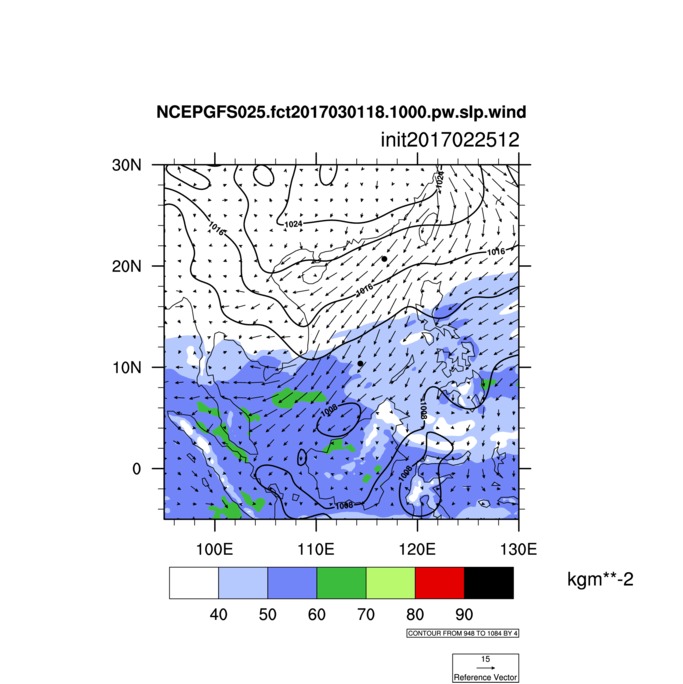 NCEPGFS025.fct2017030118.1000.pw.slp.wind
init2017022512
30N
1024
1016
1024
1016
20N
1016
10N
1008
1008
1008
0
1008
100E 110E 120E 130E
kgm**-2
40 50 60 70 80 90
CONTOUR FROM 948 TO 1084 BY 4
15
Reference Vector